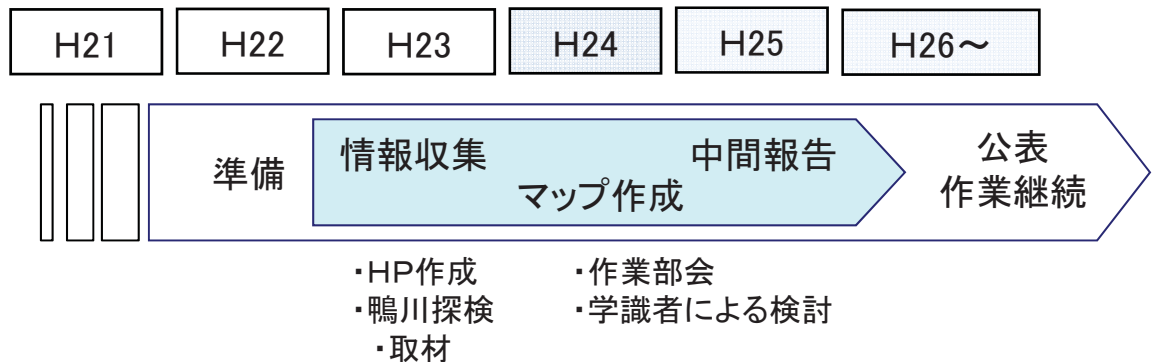 H21 H22 H23 H24 H25 H26～
準備 情報収集 中間報告 公表
マップ作成 作業継続
・HP作成 ・作業部会
・鴨川探検 ・学識者による検討
・取材